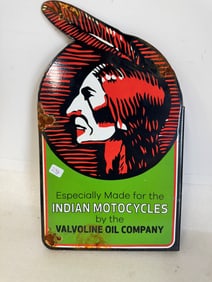 Especially Made for the
INDIAN MOTOCYCLES
by the
VALVOLINE OIL COMPANY